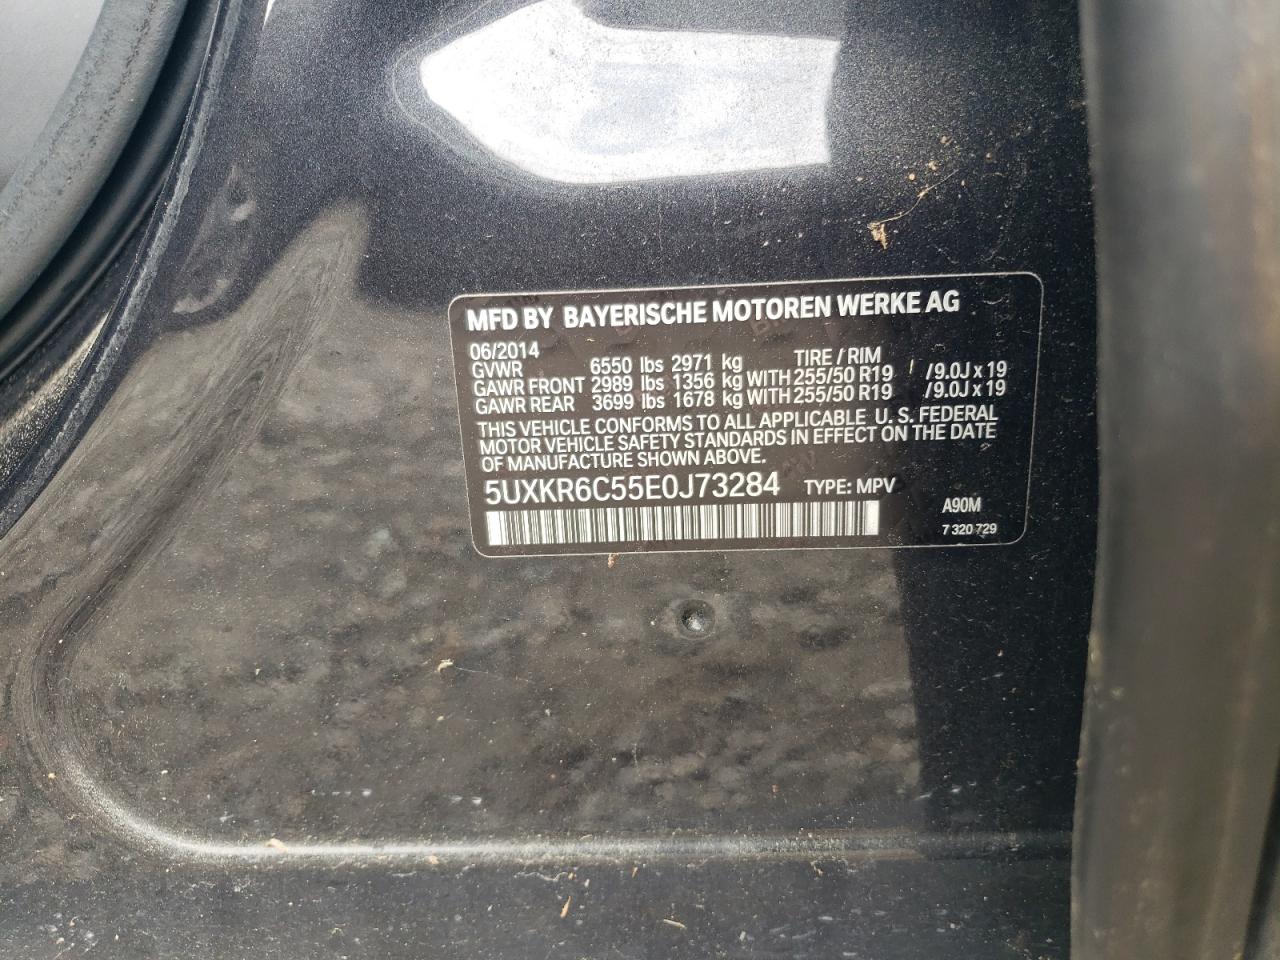 MFD BY BAYERISCHE MOTOREN WERKE AG
06/2014
GVWR 6550 lbs 2971 kg TIRE / RIM
GAWR FRONT 2989 lbs 1356 kg WITH 255/50 R19 /9.0J x 19
GAWR REAR 3699 lbs 1678 kg WITH 255/50 R19 /9.0J x 19
THIS VEHICLE CONFORMS TO ALL APPLICABLE U. S. FEDERAL
MOTOR VEHICLE SAFETY STANDARDS IN EFFECT ON THE DATE
OF MANUFACTURE SHOWN ABOVE.
5UXKR6C55E0J73284 TYPE: MPV
A90M
7 320 729